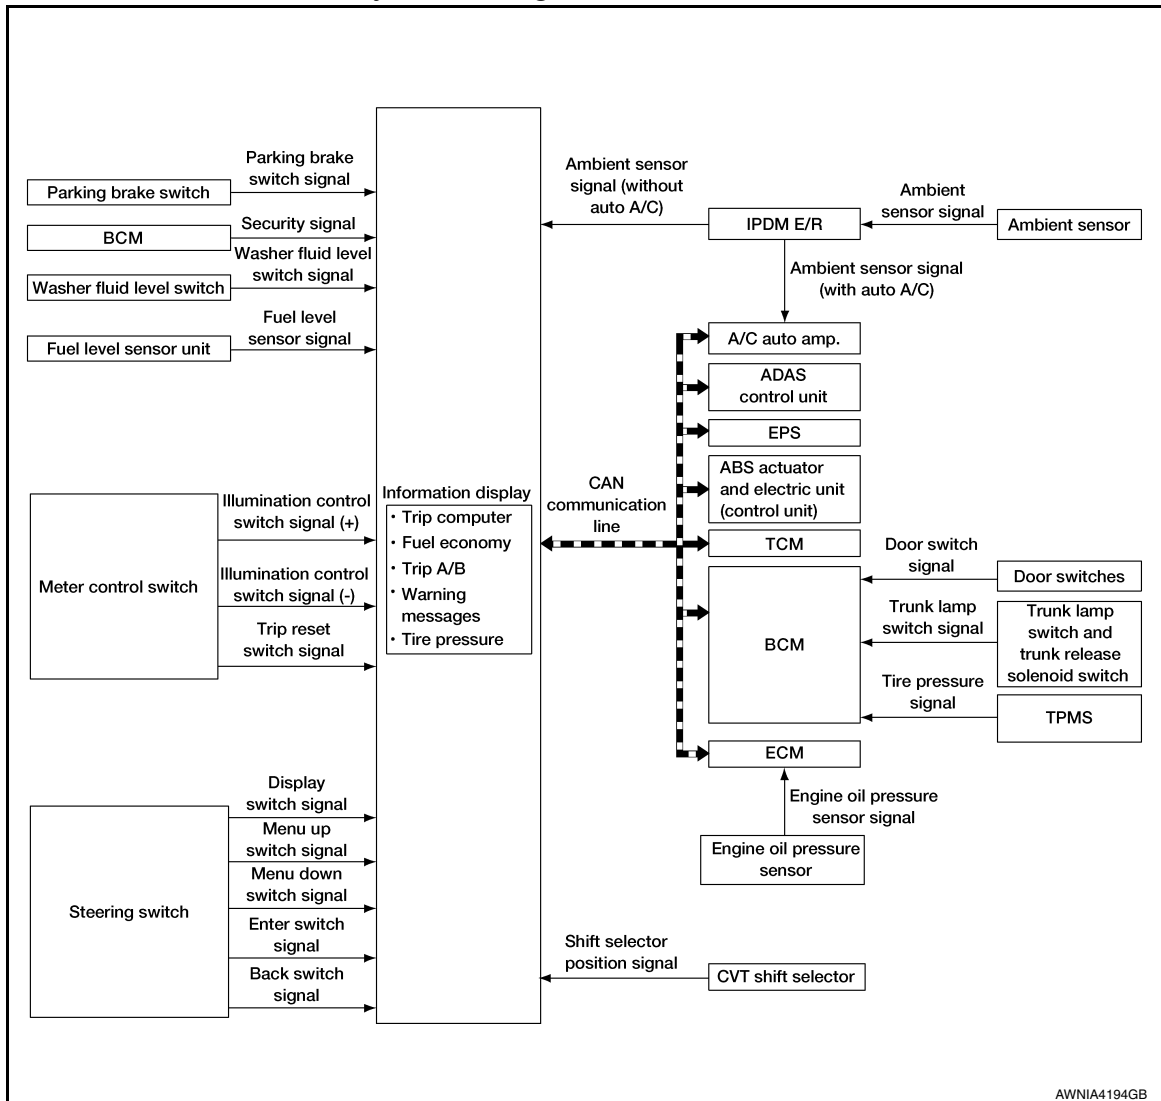 Parking brake
switch signal
Parking brake switch
Security signal
BCM
Washer fluid level
switch signal
Washer fluid level switch
Fuel level
sensor signal
Fuel level sensor unit
Illumination control
switch signal (+)
Meter control switch
Illumination control
switch signal (-)
Trip reset
switch signal
Display
switch signal
Menu up
switch signal
Menu down
switch signal
Steering switch
Enter switch
signal
Back switch
signal
Information display
· Trip computer
· Fuel economy
· Trip A/B
· Warning
messages
· Tire pressure
Ambient sensor
signal (without
auto A/C)
IPDM E/R
Ambient
sensor signal
Ambient sensor
Ambient sensor signal
(with auto A/C)
A/C auto amp.
ADAS
control unit
EPS
ABS actuator
and electric unit
(control unit)
CAN
communication
line
TCM
BCM
Door switch
signal
Door switches
Trunk lamp
switch signal
Trunk lamp
switch and
trunk release
solenoid switch
Tire pressure
signal
TPMS
ECM
Engine oil pressure
sensor signal
Engine oil pressure
sensor
Shift selector
position signal
CVT shift selector
AWNIA4194GB